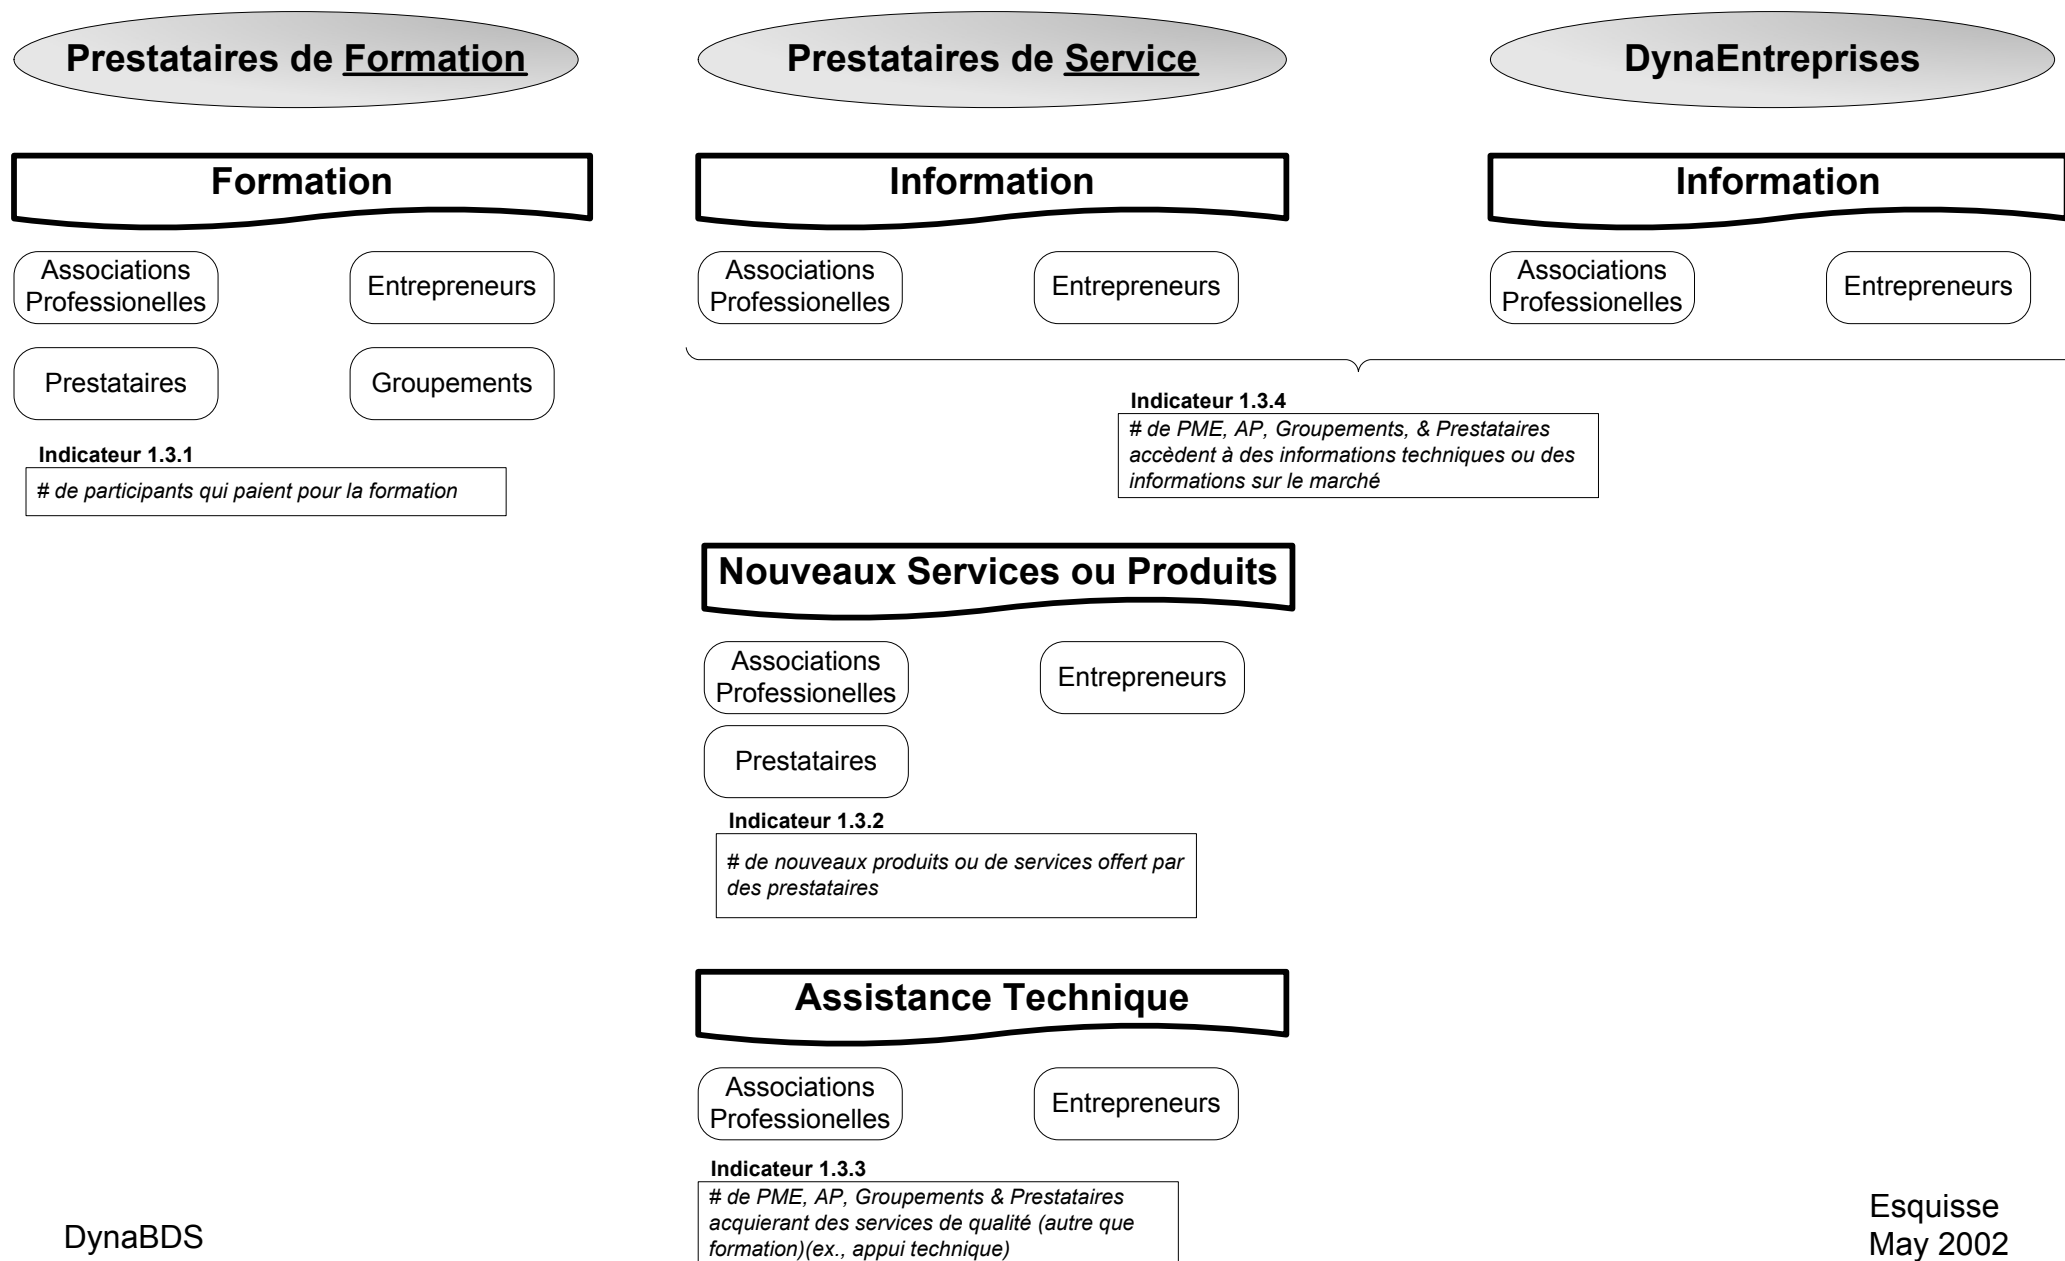 Prestataires de Formation
Prestataires de Service
DynaEntreprises
Formation
Information
Information
Associations
Professionelles
Entrepreneurs
Associations
Professionelles
Entrepreneurs
Associations
Professionelles
Entrepreneurs
Prestataires
Groupements
Indicateur 1.3.1
# de participants qui paient pour la formation
Indicateur 1.3.4
# de PME, AP, Groupements, & Prestataires
accèdent à des informations techniques ou des
informations sur le marché
Nouveaux Services ou Produits
Associations
Professionelles
Entrepreneurs
Prestataires
Indicateur 1.3.2
# de nouveaux produits ou de services offert par
des prestataires
Assistance Technique
Associations
Professionelles
Entrepreneurs
Indicateur 1.3.3
# de PME, AP, Groupements & Prestataires
acquierant des services de qualité (autre que
formation)(ex., appui technique)
DynaBDS
Esquisse
May 2002